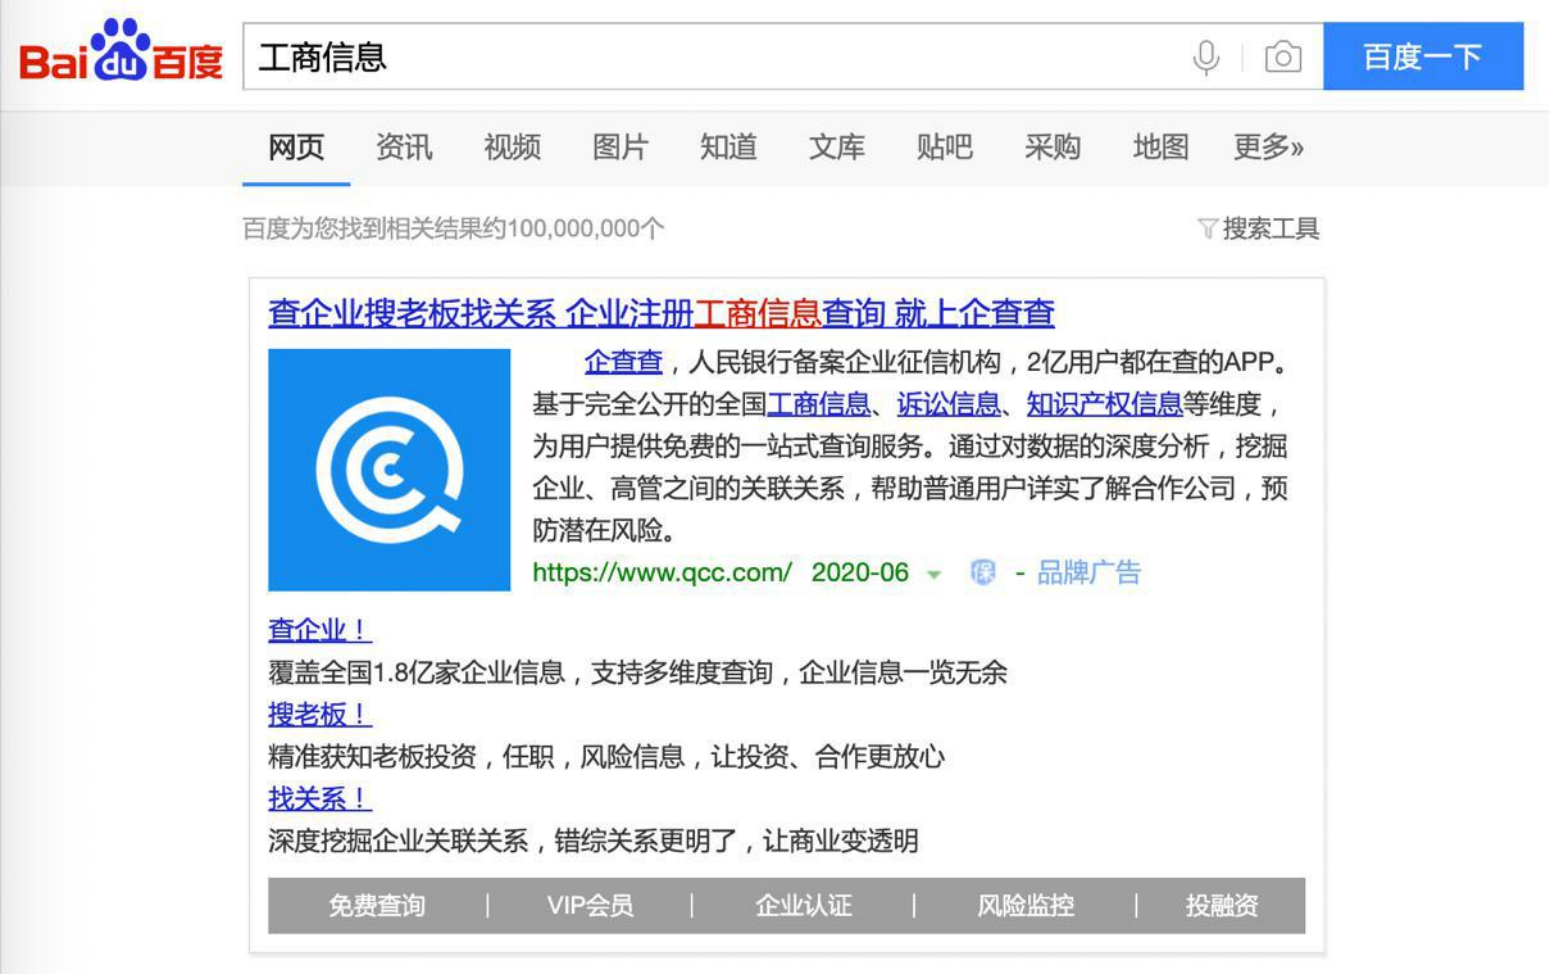 Bai du 百度
工商信息
百度一下
网页 资讯 视频 图片 知道 文库 贴吧 采购 地图 更多»
百度为您找到相关结果约100,000,000个
搜索工具
查企业搜老板找关系 企业注册工商信息查询 就上企查查
企查查，人民银行备案企业征信机构，2亿用户都在查的APP。
基于完全公开的全国工商信息、诉讼信息、知识产权信息等维度，
为用户提供免费的一站式查询服务。通过对数据的深度分析，挖掘
企业、高管之间的关联关系，帮助普通用户详实了解合作公司，预
防潜在风险。
https://www.qcc.com/ 2020-06 保 - 品牌广告
查企业！
覆盖全国1.8亿家企业信息，支持多维度查询，企业信息一览无余
搜老板！
精准获知老板投资，任职，风险信息，让投资、合作更放心
找关系！
深度挖掘企业关联关系，错综关系更明了，让商业变透明
免费查询 | VIP会员 | 企业认证 | 风险监控 | 投融资